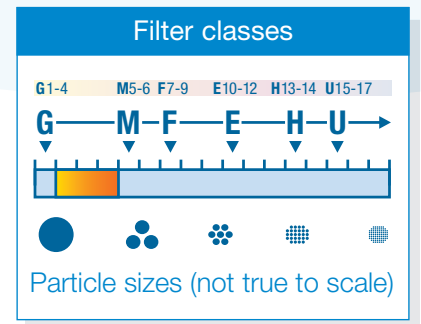 Filter classes
G1-4 M5-6 F7-9 E10-12 H13-14 U15-17
G M F E H U
Particle sizes (not true to scale)